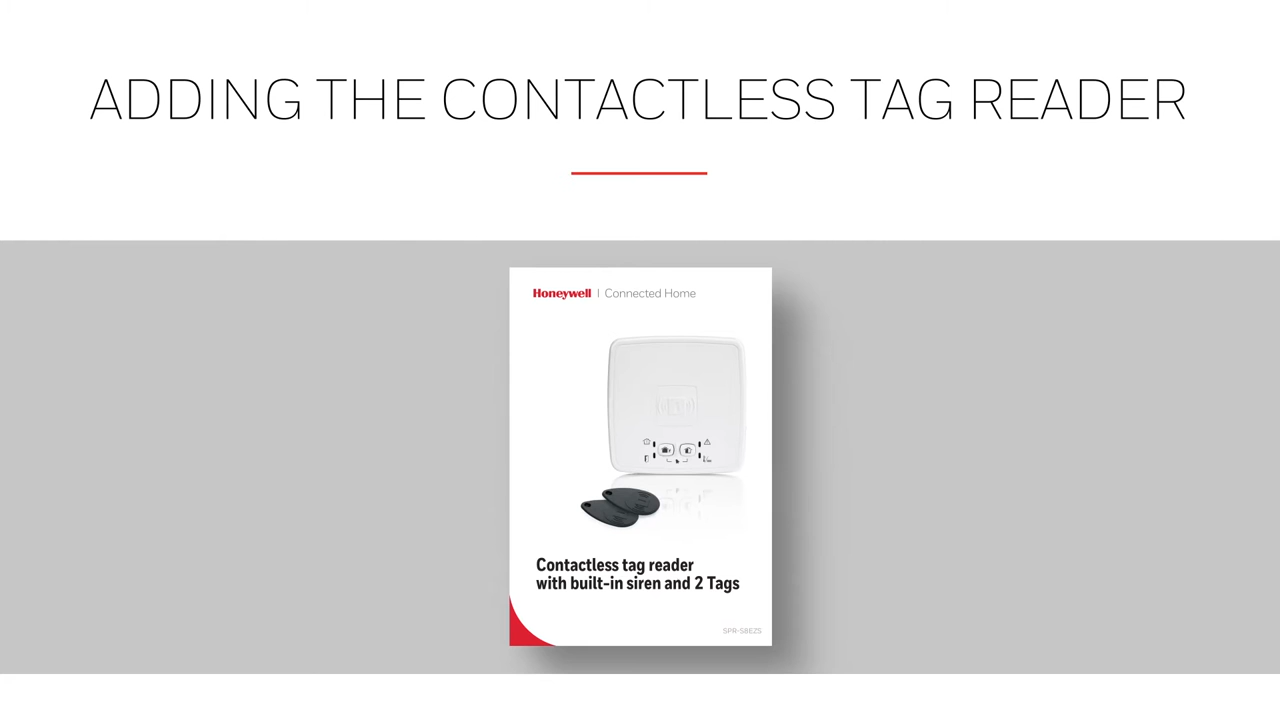 ADDING THE CONTACTLESS TAG READER
Honeywell | Connected Home
Contactless tag reader
with built-in siren and 2 Tags
SPR-S8EZS